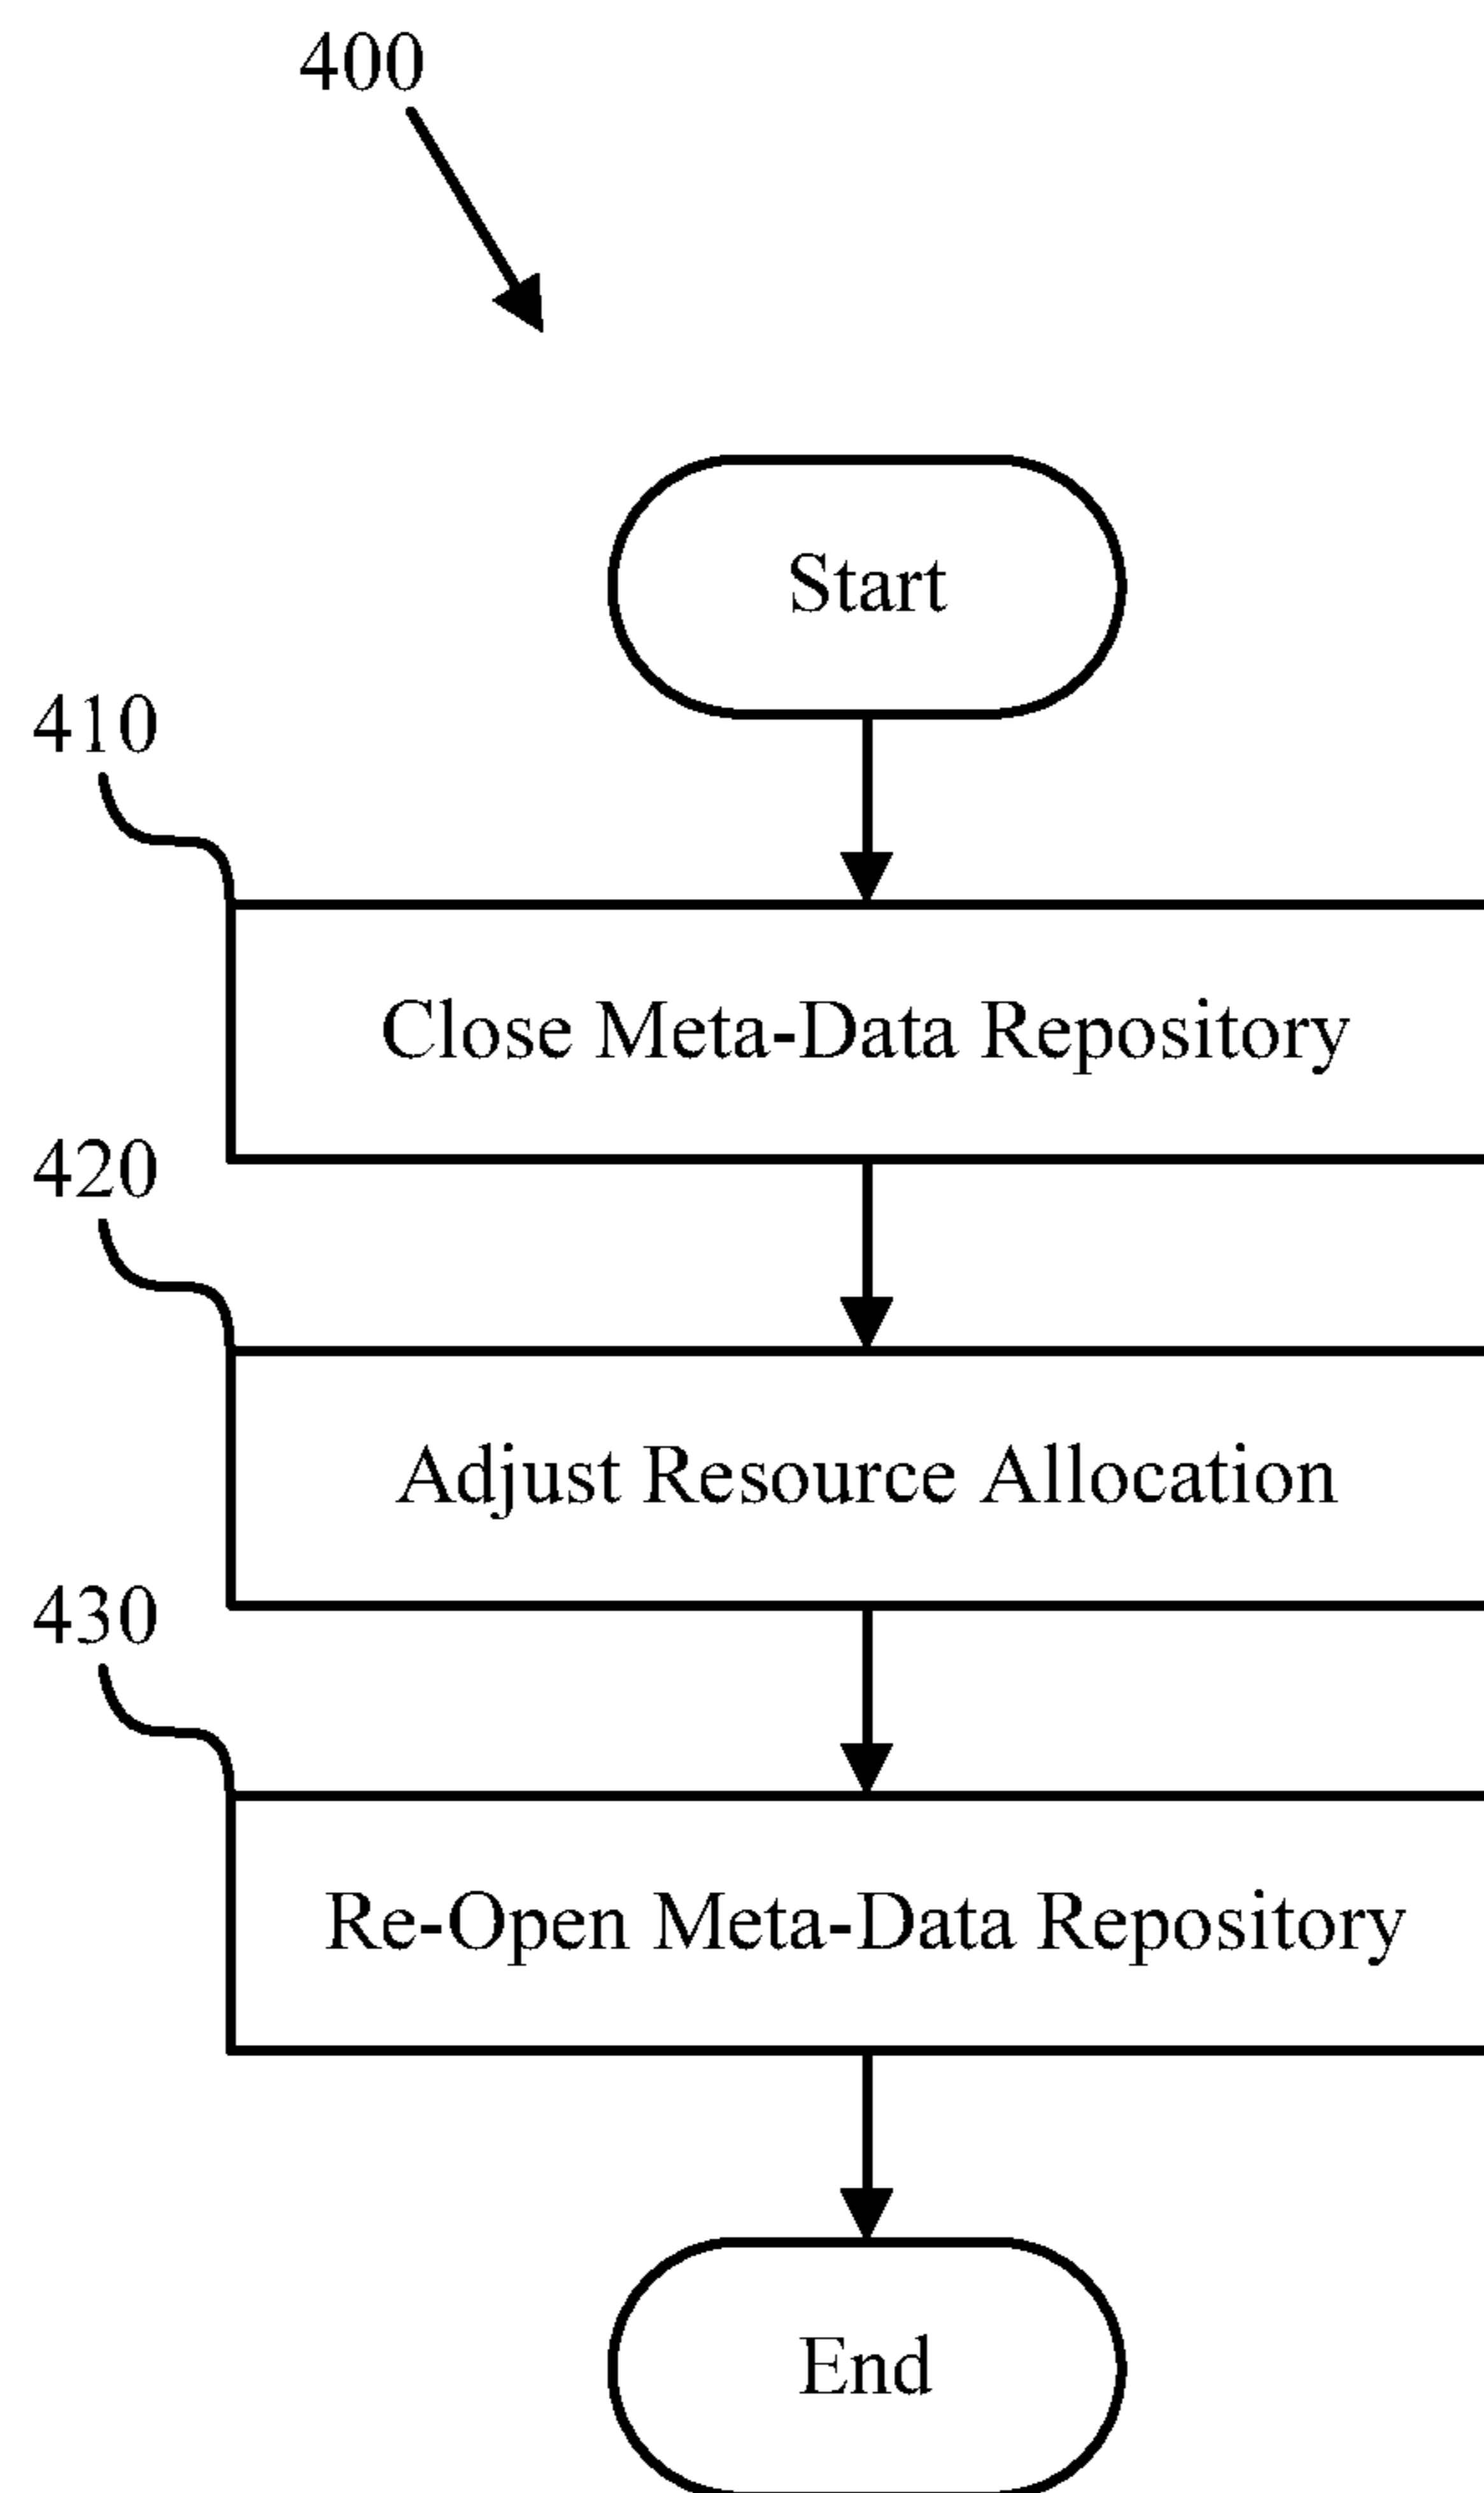 400
Start
410
Close Meta-Data Repository
420
Adjust Resource Allocation
430
Re-Open Meta-Data Repository
End